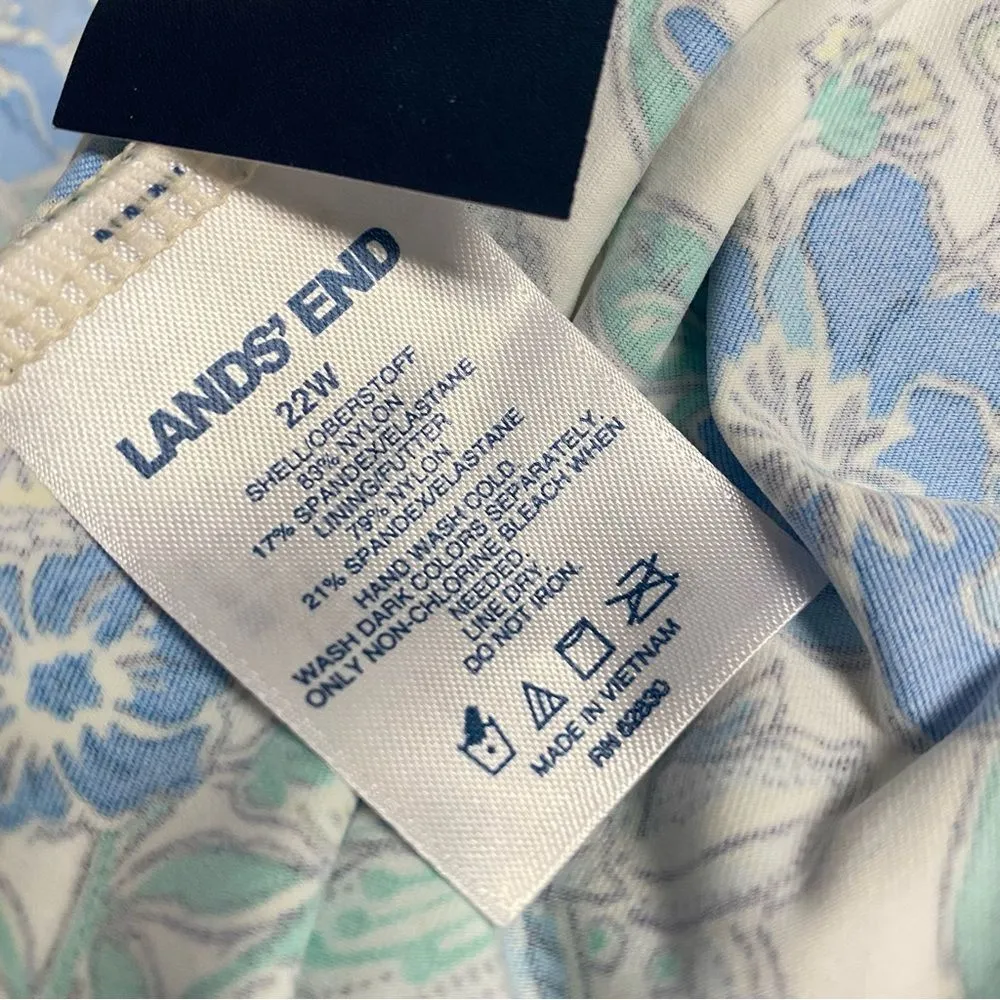 LANDS' END
22W
SHELL/OBERSTOFF
83% NYLON
17% SPANDEX/ELASTANE
LINING/FUTTER
79% NYLON
21% SPANDEX/ELASTANE
HAND WASH COLD.
WASH DARK COLORS SEPARATELY.
ONLY NON-CHLORINE BLEACH WHEN
NEEDED.
LINE DRY.
DO NOT IRON.
MADE IN VIETNAM
RN 62830